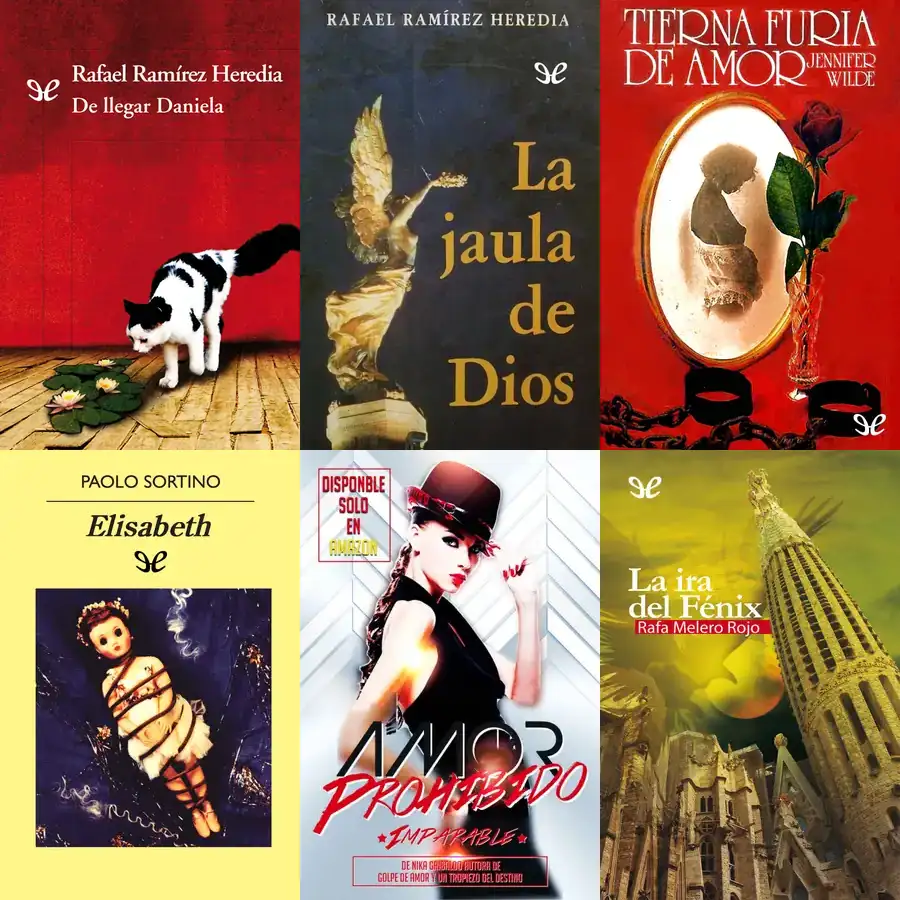 Rafael Ramírez Heredia
De llegar Daniela
RAFAEL RAMÍREZ HEREDIA
La
jaula
de
Dios
TIERNA FURIA
DE AMOR
JENNIFER
WILDE
PAOLO SORTINO
Elisabeth
DISPONBLE
SOLO
EN
AMAZON
AMOR
PROHIBIDO
IMPARABLE
DE NIKA GRIBALDO AUTORA DE
GOLPE DE AMOR Y UN TROPIEZO DEL DESTINO
La ira
del Fénix
Rafa Melero Rojo